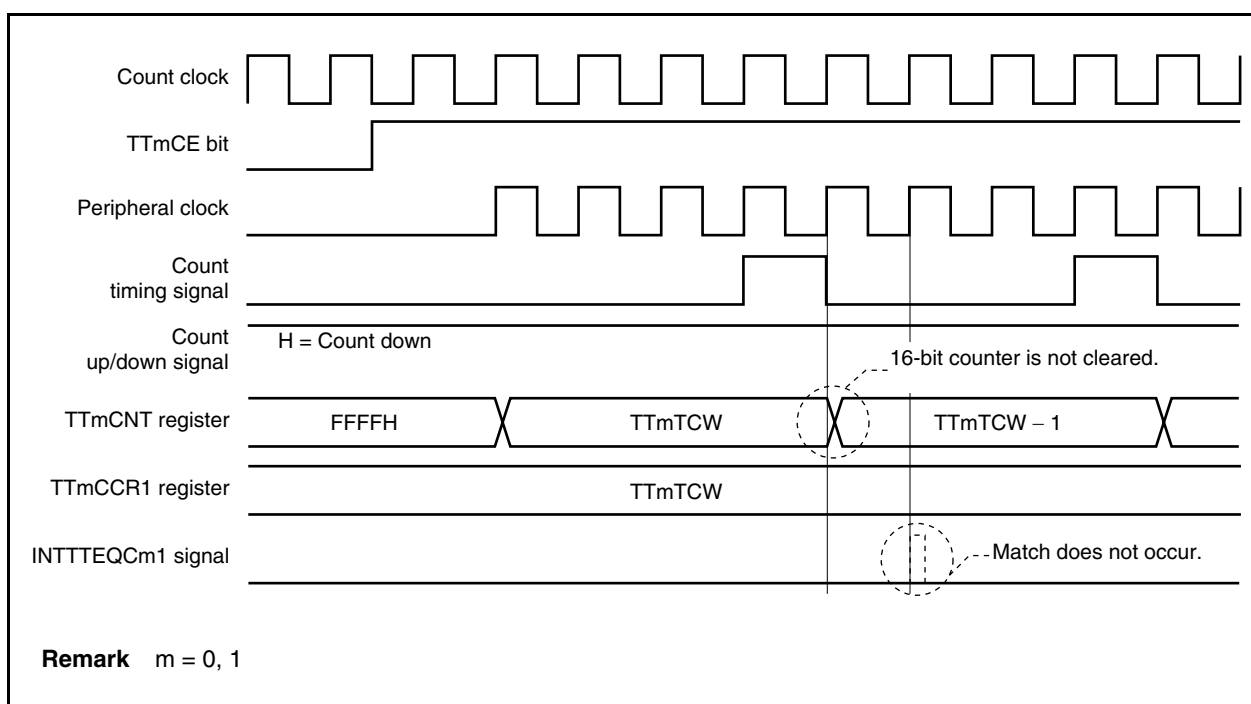 Count clock
TTmCE bit
Peripheral clock
Count
timing signal
Count
up/down signal
H = Count down
16-bit counter is not cleared.
TTmCNT register
FFFFH
TTmTCW
TTmTCW – 1
TTmCCR1 register
TTmTCW
INTTTEQCm1 signal
Match does not occur.
Remark m = 0, 1